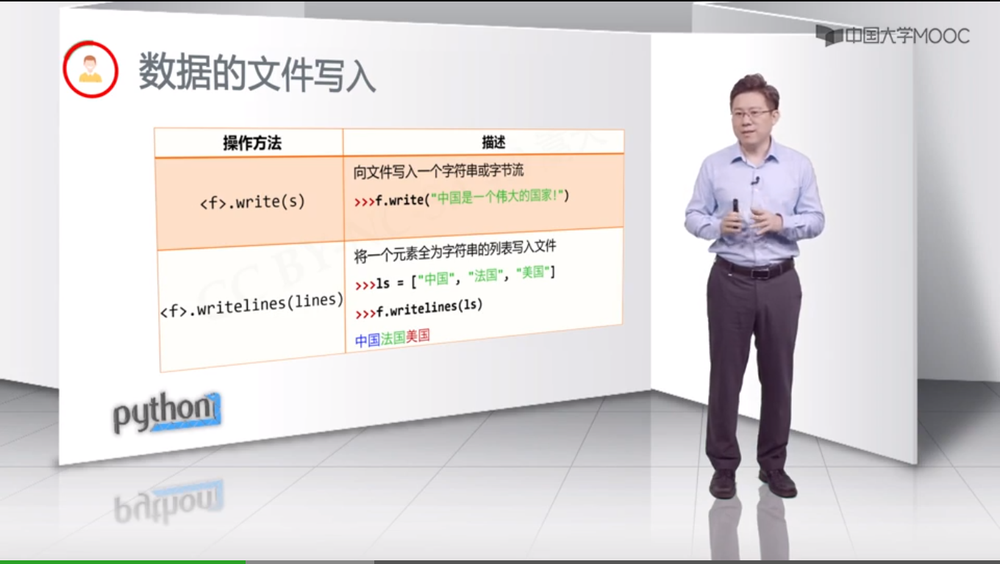 中国大学MOOC
数据的文件写入
操作方法
描述
<f>.write(s)
向文件写入一个字符串或字节流
>>>f.write("中国是一个伟大的国家!")
<f>.writelines(lines)
将一个元素全为字符串的列表写入文件
>>>ls = ["中国", "法国", "美国"]
>>>f.writelines(ls)
中国法国美国
python